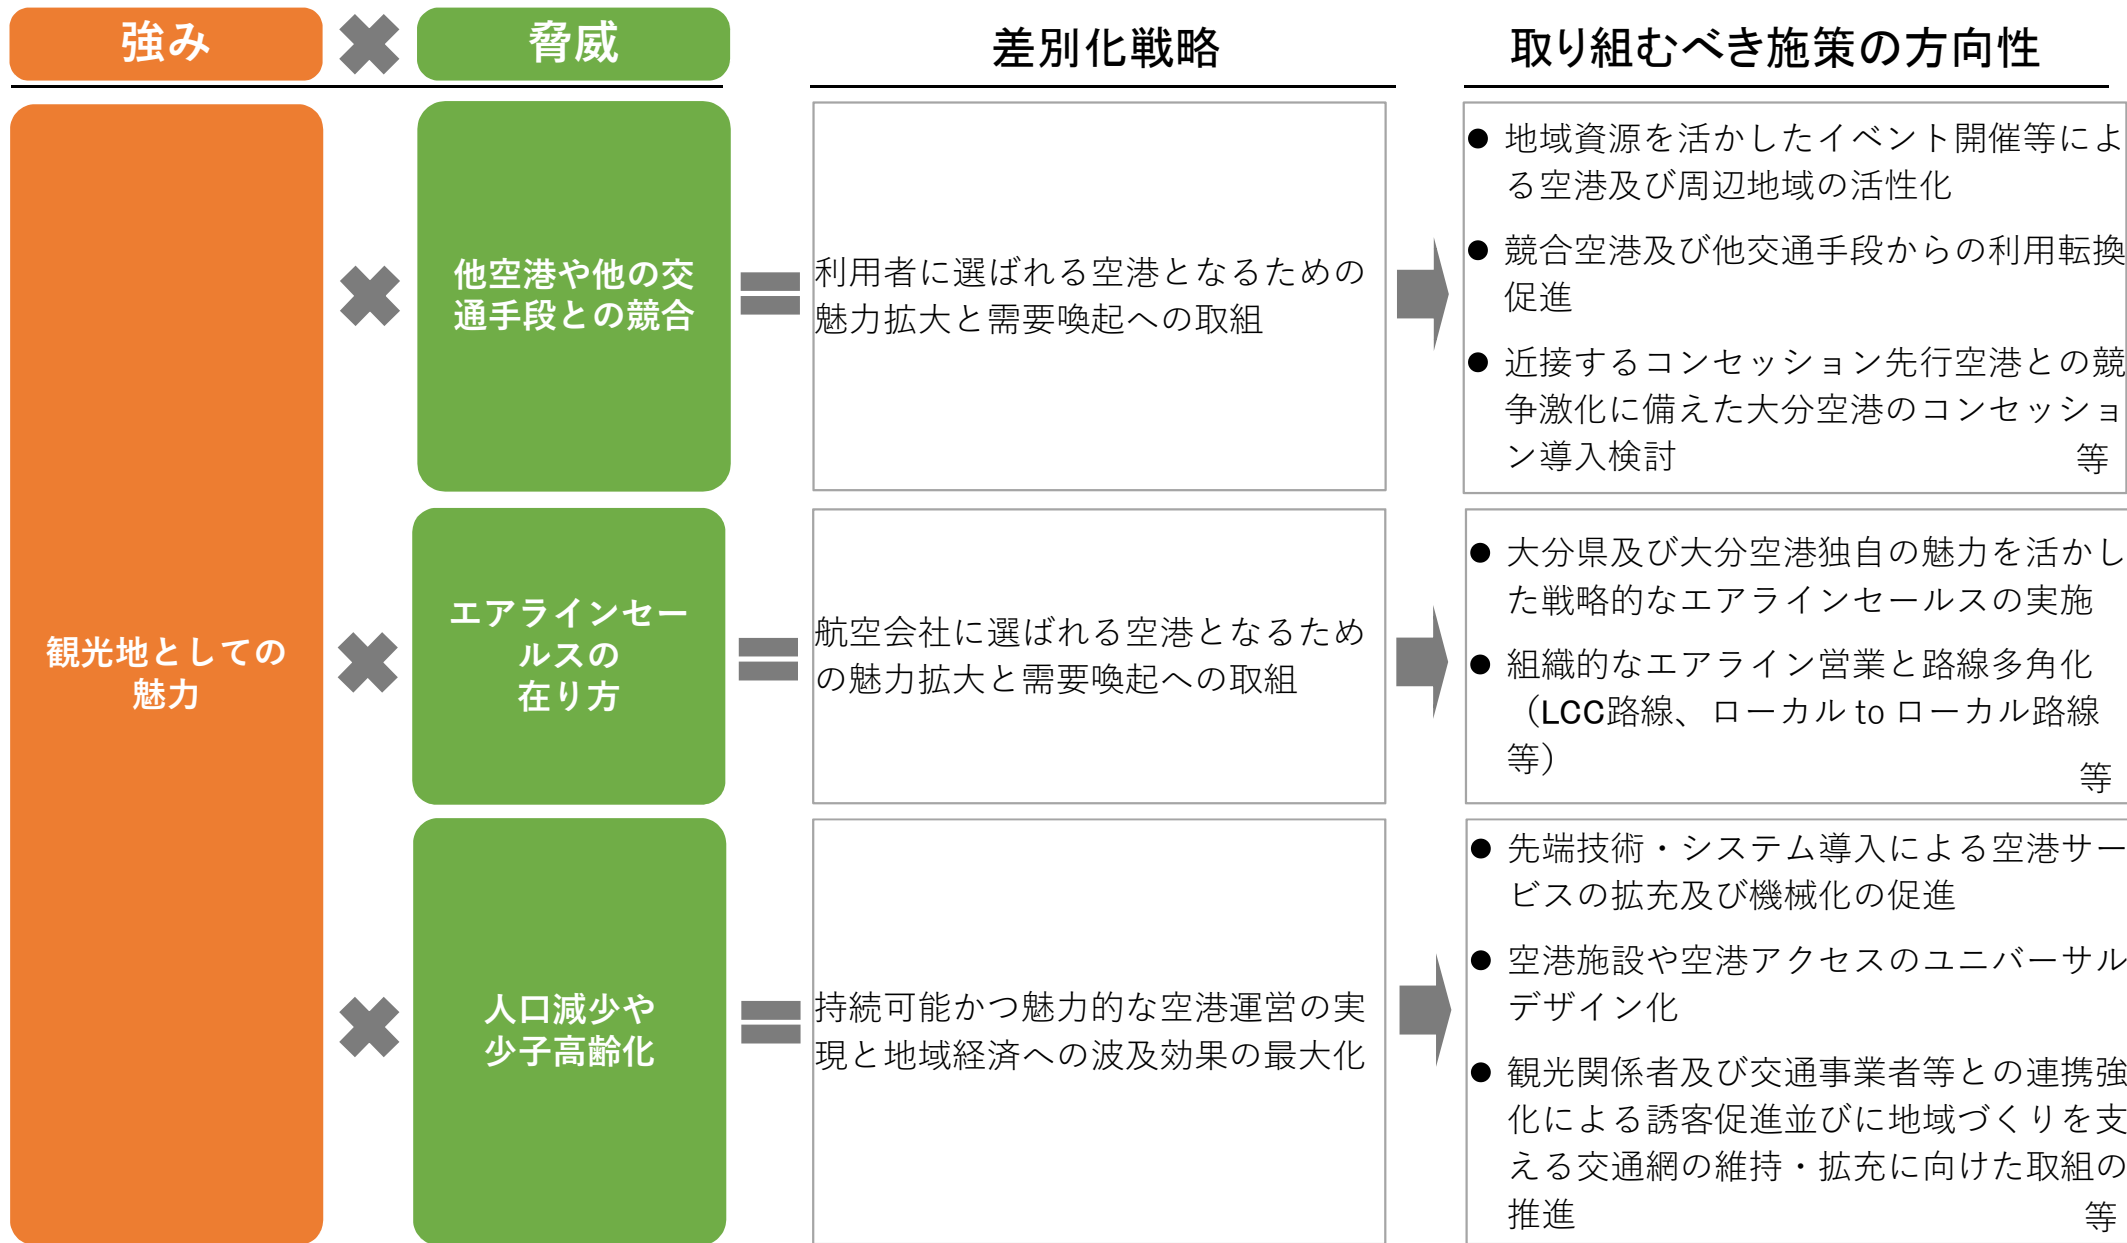 強み
脅威
差別化戦略
取り組むべき施策の方向性
観光地としての
魅力
他空港や他の交
通手段との競合
利用者に選ばれる空港となるための
魅力拡大と需要喚起への取組
● 地域資源を活かしたイベント開催等によ
る空港及び周辺地域の活性化
● 競合空港及び他交通手段からの利用転換
促進
● 近接するコンセッション先行空港との競
争激化に備えた大分空港のコンセッショ
ン導入検討
等
エアラインセー
ルスの
在り方
航空会社に選ばれる空港となるため
の魅力拡大と需要喚起への取組
● 大分県及び大分空港独自の魅力を活かし
た戦略的なエアラインセールスの実施
● 組織的なエアライン営業と路線多角化
（LCC路線、ローカル to ローカル路線
等）
等
人口減少や
少子高齢化
持続可能かつ魅力的な空港運営の実
現と地域経済への波及効果の最大化
● 先端技術・システム導入による空港サー
ビスの拡充及び機械化の促進
● 空港施設や空港アクセスのユニバーサル
デザイン化
● 観光関係者及び交通事業者等との連携強
化による誘客促進並びに地域づくりを支
える交通網の維持・拡充に向けた取組の
推進
等